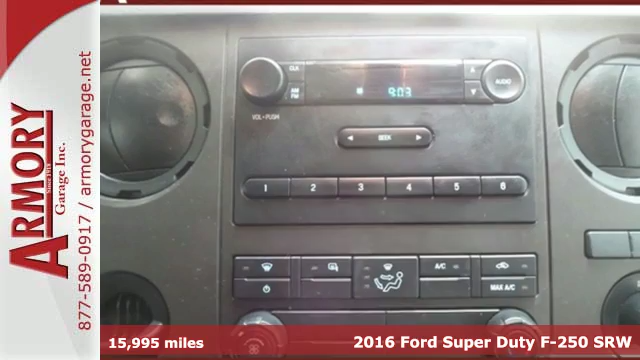 ARMORY
Since 1918
Garage Inc.
877-589-0917 / armorygarage.net
CLK
AM
FM
9:03
AUDIO
VOL-PUSH
SEEK
1 2 3 4 5 6
A/C
MAX A/C
15,995 miles
2016 Ford Super Duty F-250 SRW